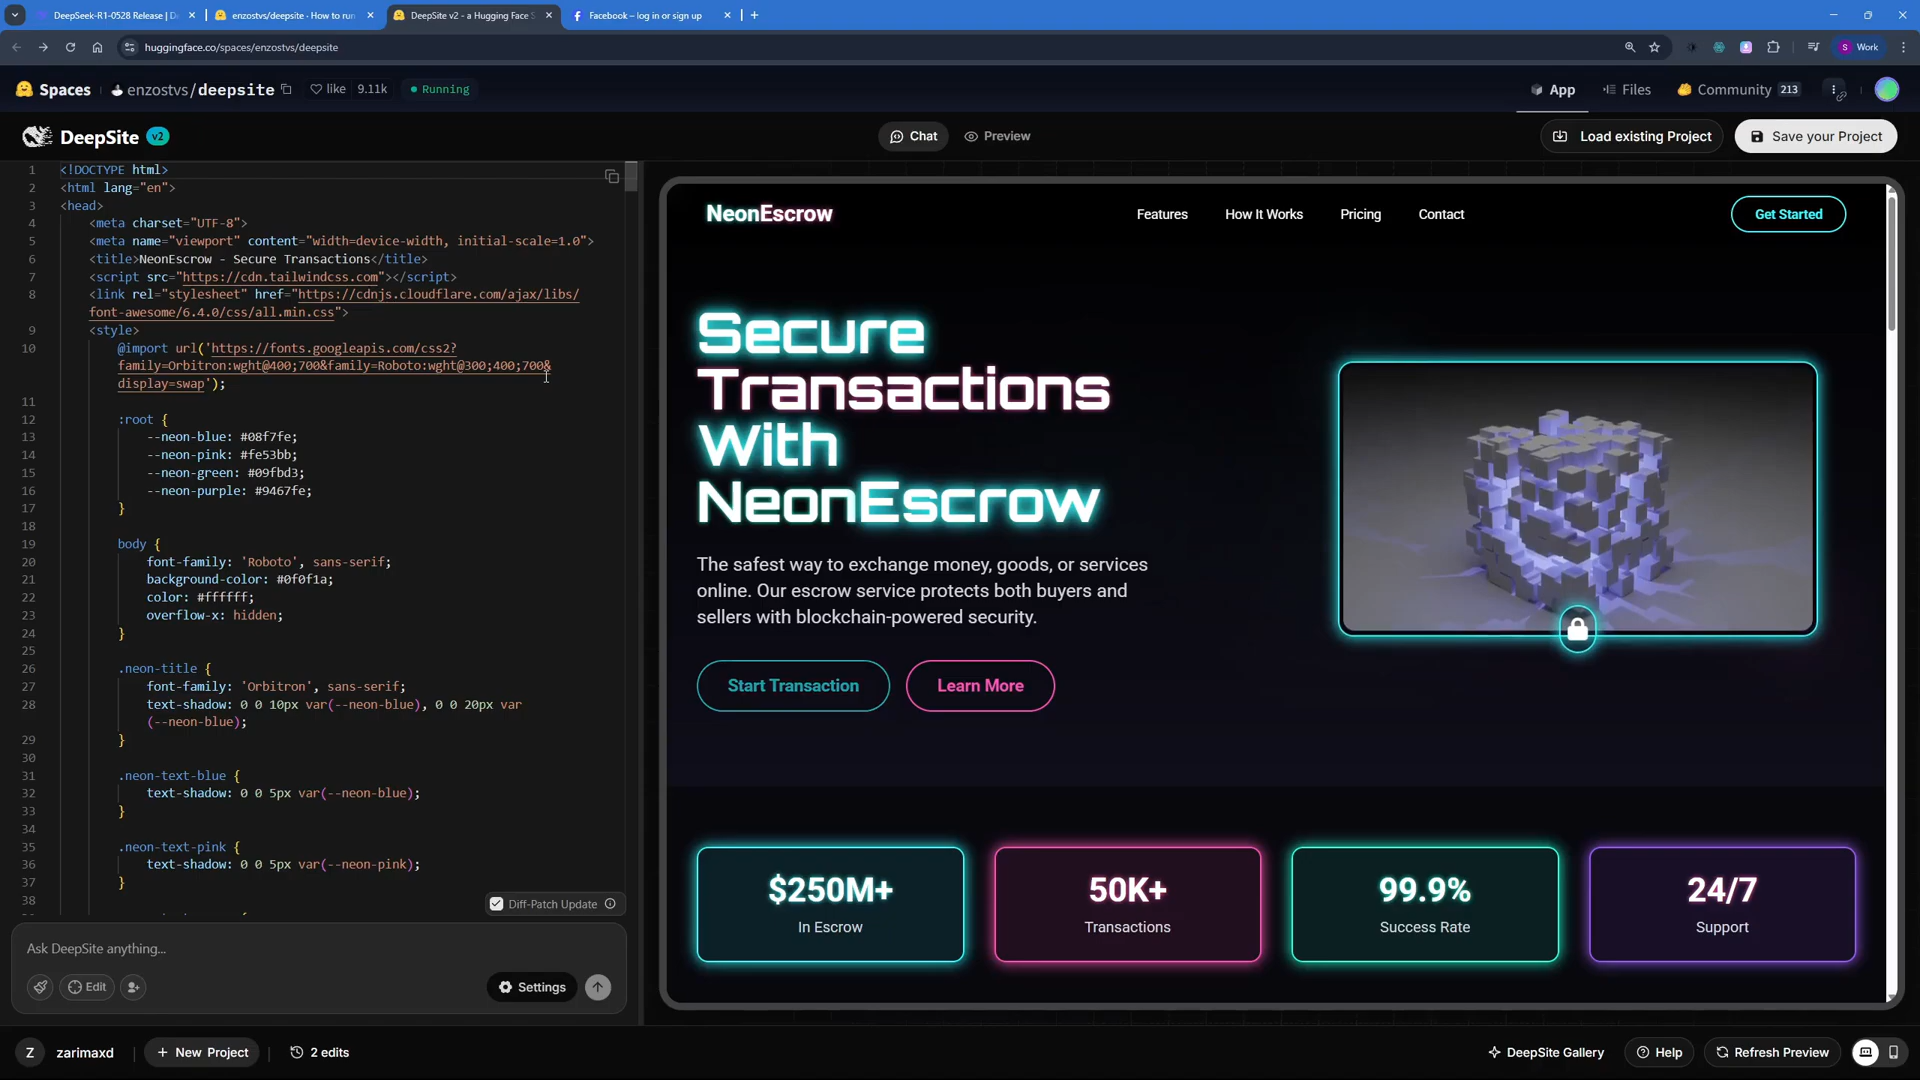 DeepSeek-R1-0528 Release | D
enzostvs/deepsite · How to run
DeepSite v2 - a Hugging Face S
Facebook – log in or sign up
huggingface.co/spaces/enzostvs/deepsite
S Work
Spaces
enzostvs/deepsite
like 9.11k
Running
App
Files
Community 213
DeepSite v2
Chat
Preview
Load existing Project
Save your Project
1 <!DOCTYPE html>
2 <html lang="en">
3 <head>
4 <meta charset="UTF-8">
5 <meta name="viewport" content="width=device-width, initial-scale=1.0">
6 <title>NeonEscrow - Secure Transactions</title>
7 <script src="https://cdn.tailwindcss.com"></script>
8 <link rel="stylesheet" href="https://cdnjs.cloudflare.com/ajax/libs/
font-awesome/6.4.0/css/all.min.css">
9 <style>
10 @import url('https://fonts.googleapis.com/css2?
family=Orbitron:wght@400;700&family=Roboto:wght@300;400;700&
display=swap');
11
12 :root {
13 --neon-blue: #08f7fe;
14 --neon-pink: #fe53bb;
15 --neon-green: #09fbd3;
16 --neon-purple: #9467fe;
17 }
18
19 body {
20 font-family: 'Roboto', sans-serif;
21 background-color: #0f0f1a;
22 color: #ffffff;
23 overflow-x: hidden;
24 }
25
26 .neon-title {
27 font-family: 'Orbitron', sans-serif;
28 text-shadow: 0 0 10px var(--neon-blue), 0 0 20px var
(--neon-blue);
29 }
30
31 .neon-text-blue {
32 text-shadow: 0 0 5px var(--neon-blue);
33 }
34
35 .neon-text-pink {
36 text-shadow: 0 0 5px var(--neon-pink);
37 }
38
Diff-Patch Update
Ask DeepSite anything...
Edit
Settings
NeonEscrow
Features
How It Works
Pricing
Contact
Get Started
Secure
Transactions
With
NeonEscrow
The safest way to exchange money, goods, or services
online. Our escrow service protects both buyers and
sellers with blockchain-powered security.
Start Transaction
Learn More
$250M+
In Escrow
50K+
Transactions
99.9%
Success Rate
24/7
Support
Z zarimaxd
+ New Project
2 edits
DeepSite Gallery
Help
Refresh Preview